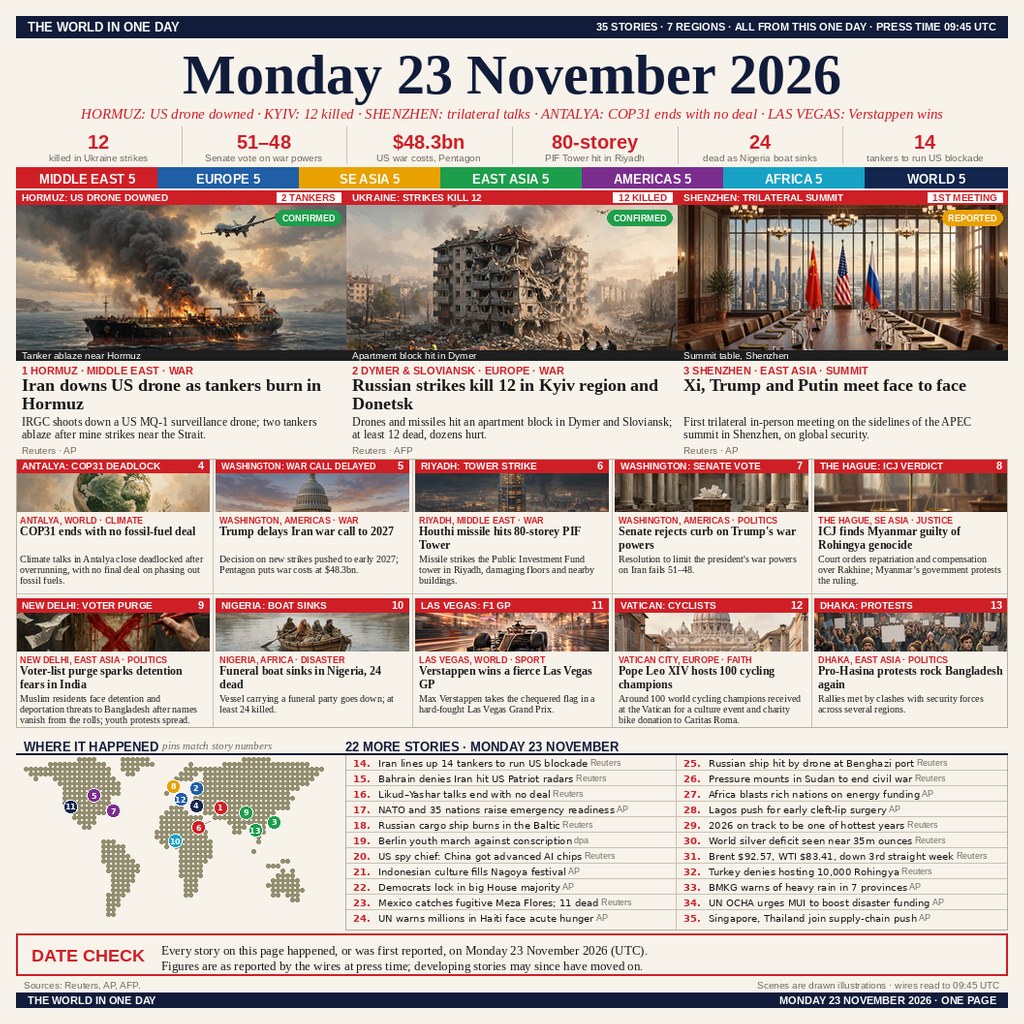 THE WORLD IN ONE DAY
35 STORIES · 7 REGIONS · ALL FROM THIS ONE DAY · PRESS TIME 09:45 UTC
Monday 23 November 2026
HORMUZ: US drone downed · KYIV: 12 killed · SHENZHEN: trilateral talks · ANTALYA: COP31 ends with no deal · LAS VEGAS: Verstappen wins
12
killed in Ukraine strikes
51–48
Senate vote on war powers
$48.3bn
US war costs, Pentagon
80-storey
PIF Tower hit in Riyadh
24
dead as Nigeria boat sinks
14
tankers to run US blockade
MIDDLE EAST 5
EUROPE 5
SE ASIA 5
EAST ASIA 5
AMERICAS 5
AFRICA 5
WORLD 5
HORMUZ: US DRONE DOWNED
2 TANKERS
CONFIRMED
Tanker ablaze near Hormuz
1 HORMUZ · MIDDLE EAST · WAR
Iran downs US drone as tankers burn in
Hormuz
IRGC shoots down a US MQ-1 surveillance drone; two tankers
ablaze after mine strikes near the Strait.
Reuters · AP
UKRAINE: STRIKES KILL 12
12 KILLED
CONFIRMED
Apartment block hit in Dymer
2 DYMER & SLOVIANSK · EUROPE · WAR
Russian strikes kill 12 in Kyiv region and
Donetsk
Drones and missiles hit an apartment block in Dymer and Sloviansk;
at least 12 dead, dozens hurt.
Reuters · AFP
SHENZHEN: TRILATERAL SUMMIT
1ST MEETING
REPORTED
Summit table, Shenzhen
3 SHENZHEN · EAST ASIA · SUMMIT
Xi, Trump and Putin meet face to face
First trilateral in-person meeting on the sidelines of the APEC
summit in Shenzhen, on global security.
Reuters · AP
ANTALYA: COP31 DEADLOCK 4
ANTALYA, WORLD · CLIMATE
COP31 ends with no fossil-fuel deal
Climate talks in Antalya close deadlocked after
overrunning, with no final deal on phasing out
fossil fuels.
WASHINGTON: WAR CALL DELAYED 5
WASHINGTON, AMERICAS · WAR
Trump delays Iran war call to 2027
Decision on new strikes pushed to early 2027;
Pentagon puts war costs at $48.3bn.
RIYADH: TOWER STRIKE 6
RIYADH, MIDDLE EAST · WAR
Houthi missile hits 80-storey PIF
Tower
Missile strikes the Public Investment Fund
tower in Riyadh, damaging floors and nearby
buildings.
WASHINGTON: SENATE VOTE 7
WASHINGTON, AMERICAS · POLITICS
Senate rejects curb on Trump's war
powers
Resolution to limit the president's war powers
on Iran fails 51–48.
THE HAGUE: ICJ VERDICT 8
THE HAGUE, SE ASIA · JUSTICE
ICJ finds Myanmar guilty of
Rohingya genocide
Court orders repatriation and compensation
over Rakhine; Myanmar's government protests
the ruling.
NEW DELHI: VOTER PURGE 9
NEW DELHI, EAST ASIA · POLITICS
Voter-list purge sparks detention
fears in India
Muslim residents face detention and
deportation threats to Bangladesh after names
vanish from the rolls; youth protests spread.
NIGERIA: BOAT SINKS 10
NIGERIA, AFRICA · DISASTER
Funeral boat sinks in Nigeria, 24
dead
Vessel carrying a funeral party goes down; at
least 24 killed.
LAS VEGAS: F1 GP 11
LAS VEGAS, WORLD · SPORT
Verstappen wins a fierce Las Vegas
GP
Max Verstappen takes the chequered flag in a
hard-fought Las Vegas Grand Prix.
VATICAN: CYCLISTS 12
VATICAN CITY, EUROPE · FAITH
Pope Leo XIV hosts 100 cycling
champions
Around 100 world cycling champions received
at the Vatican for a culture event and charity
bike donation to Caritas Roma.
DHAKA: PROTESTS 13
DHAKA, EAST ASIA · POLITICS
Pro-Hasina protests rock Bangladesh
again
Rallies met by clashes with security forces
across several regions.
WHERE IT HAPPENED pins match story numbers
8
2
5
12
4
11
7
1
9
3
6
13
10
22 MORE STORIES · MONDAY 23 NOVEMBER
14. Iran lines up 14 tankers to run US blockade Reuters
15. Bahrain denies Iran hit US Patriot radars Reuters
16. Likud–Yashar talks end with no deal Reuters
17. NATO and 35 nations raise emergency readiness AP
18. Russian cargo ship burns in the Baltic Reuters
19. Berlin youth march against conscription dpa
20. US spy chief: China got advanced AI chips Reuters
21. Indonesian culture fills Nagoya festival AP
22. Democrats lock in big House majority AP
23. Mexico catches fugitive Meza Flores; 11 dead Reuters
24. UN warns millions in Haiti face acute hunger AP
25. Russian ship hit by drone at Benghazi port Reuters
26. Pressure mounts in Sudan to end civil war Reuters
27. Africa blasts rich nations on energy funding AP
28. Lagos push for early cleft-lip surgery AP
29. 2026 on track to be one of hottest years Reuters
30. World silver deficit seen near 35m ounces Reuters
31. Brent $92.57, WTI $83.41, down 3rd straight week Reuters
32. Turkey denies hosting 10,000 Rohingya Reuters
33. BMKG warns of heavy rain in 7 provinces AP
34. UN OCHA urges MUI to boost disaster funding AP
35. Singapore, Thailand join supply-chain push AP
DATE CHECK
Every story on this page happened, or was first reported, on Monday 23 November 2026 (UTC).
Figures are as reported by the wires at press time; developing stories may since have moved on.
Sources: Reuters, AP, AFP.
Scenes are drawn illustrations · wires read to 09:45 UTC
THE WORLD IN ONE DAY
MONDAY 23 NOVEMBER 2026 · ONE PAGE